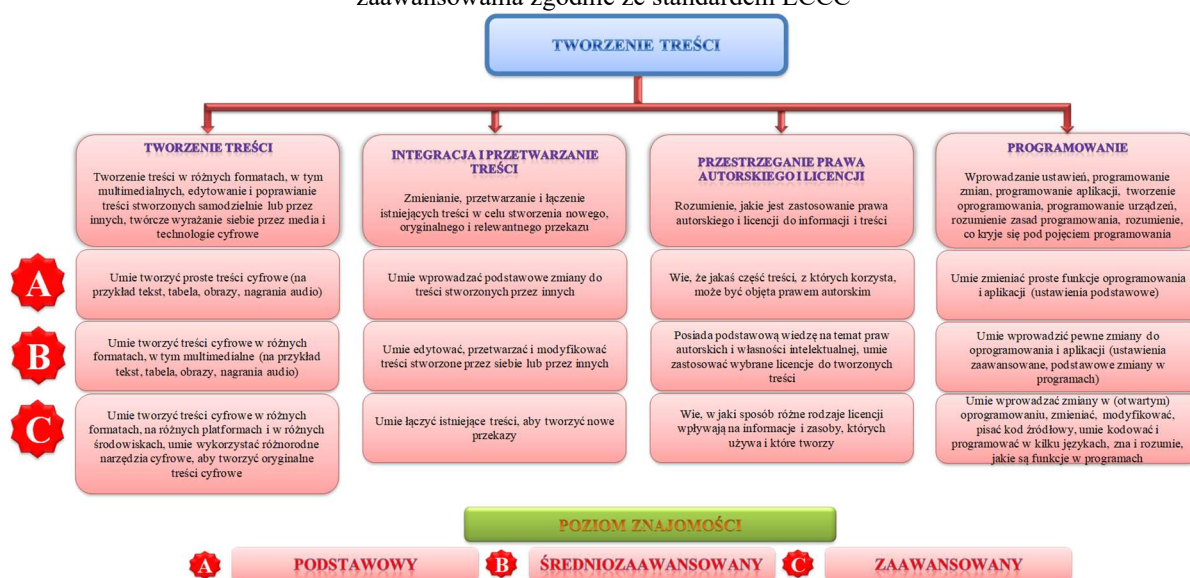 zaawansowania zgodnie ze standardem ECCC
TWORZENIE TREŚCI
TWORZENIE TREŚCI
Tworzenie treści w różnych formatach, w tym
multimedialnych, edytowanie i poprawianie
treści stworzonych samodzielnie lub przez
innych, twórcze wyrażanie siebie przez media i
technologie cyfrowe
INTEGRACJA I PRZETWARZANIE
TREŚCI
Zmienianie, przetwarzanie i łączenie
istniejących treści w celu stworzenia nowego,
oryginalnego i relewantnego przekazu
PRZESTRZEGANIE PRAWA
AUTORSKIEGO I LICENCJI
Rozumienie, jakie jest zastosowanie prawa
autorskiego i licencji do informacji i treści
PROGRAMOWANIE
Wprowadzanie ustawień, programowanie
zmian, programowanie aplikacji, tworzenie
oprogramowania, programowanie urządzeń,
rozumienie zasad programowania, rozumienie,
co kryje się pod pojęciem programowania
A
Umie tworzyć proste treści cyfrowe (na
przykład tekst, tabela, obrazy, nagrania audio)
Umie wprowadzać podstawowe zmiany do
treści stworzonych przez innych
Wie, że jakaś część treści, z których korzysta,
może być objęta prawem autorskim
Umie zmieniać proste funkcje oprogramowania
i aplikacji (ustawienia podstawowe)
B
Umie tworzyć treści cyfrowe w różnych
formatach, w tym multimedialne (na przykład
tekst, tabela, obrazy, nagrania audio)
Umie edytować, przetwarzać i modyfikować
treści stworzone przez siebie lub przez innych
Posiada podstawową wiedzę na temat praw
autorskich i własności intelektualnej, umie
zastosować wybrane licencje do tworzonych
treści
Umie wprowadzić pewne zmiany do
oprogramowania i aplikacji (ustawienia
zaawansowane, podstawowe zmiany w
programach)
C
Umie tworzyć treści cyfrowe w różnych
formatach, na różnych platformach i w różnych
środowiskach, umie wykorzystać różnorodne
narzędzia cyfrowe, aby tworzyć oryginalne
treści cyfrowe
Umie łączyć istniejące treści, aby tworzyć nowe
przekazy
Wie, w jaki sposób różne rodzaje licencji
wpływają na informacje i zasoby, których
używa i które tworzy
Umie wprowadzać zmiany w (otwartym)
oprogramowaniu, zmieniać, modyfikować,
pisać kod źródłowy, umie kodować i
programować w kilku językach, zna i rozumie,
jakie są funkcje w programach
POZIOM ZNAJOMOŚCI
A PODSTAWOWY B ŚREDNIOZAAWANSOWANY C ZAAWANSOWANY